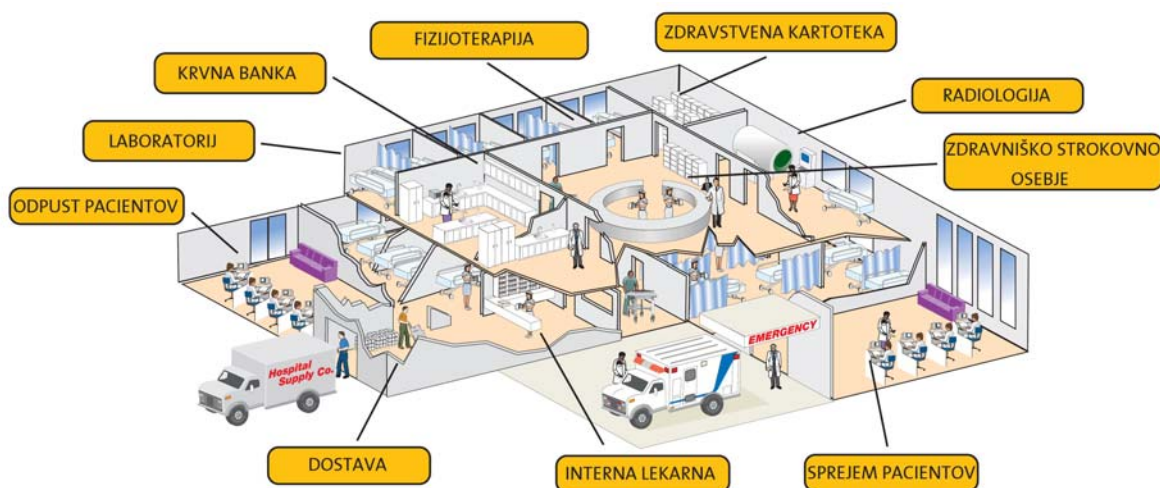 FIZIJOTERAPIJA
ZDRAVSTVENA KARTOTEKA
KRVNA BANKA
RADIOLOGIJA
LABORATORIJ
ZDRAVNIŠKO STROKOVNO
OSEBJE
ODPUST PACIENTOV
EMERGENCY
Hospital
Supply Co.
DOSTAVA
INTERNA LEKARNA
SPREJEM PACIENTOV